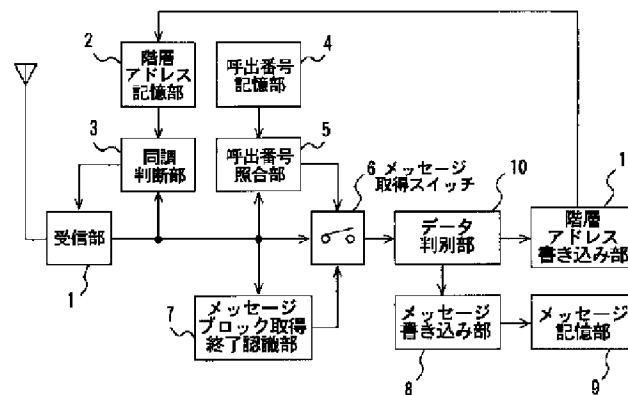 2
階層
アドレス
記憶部
4
呼出番号
記憶部
3
同調
判断部
5
呼出番号
照合部
6 メッセージ
取得スイッチ
10
データ
判別部
1
階層
アドレス
書き込み部
受信部
1
7
メッセージ
ブロック取得
終了認識部
メッセージ
書き込み部
8
メッセージ
記憶部
9